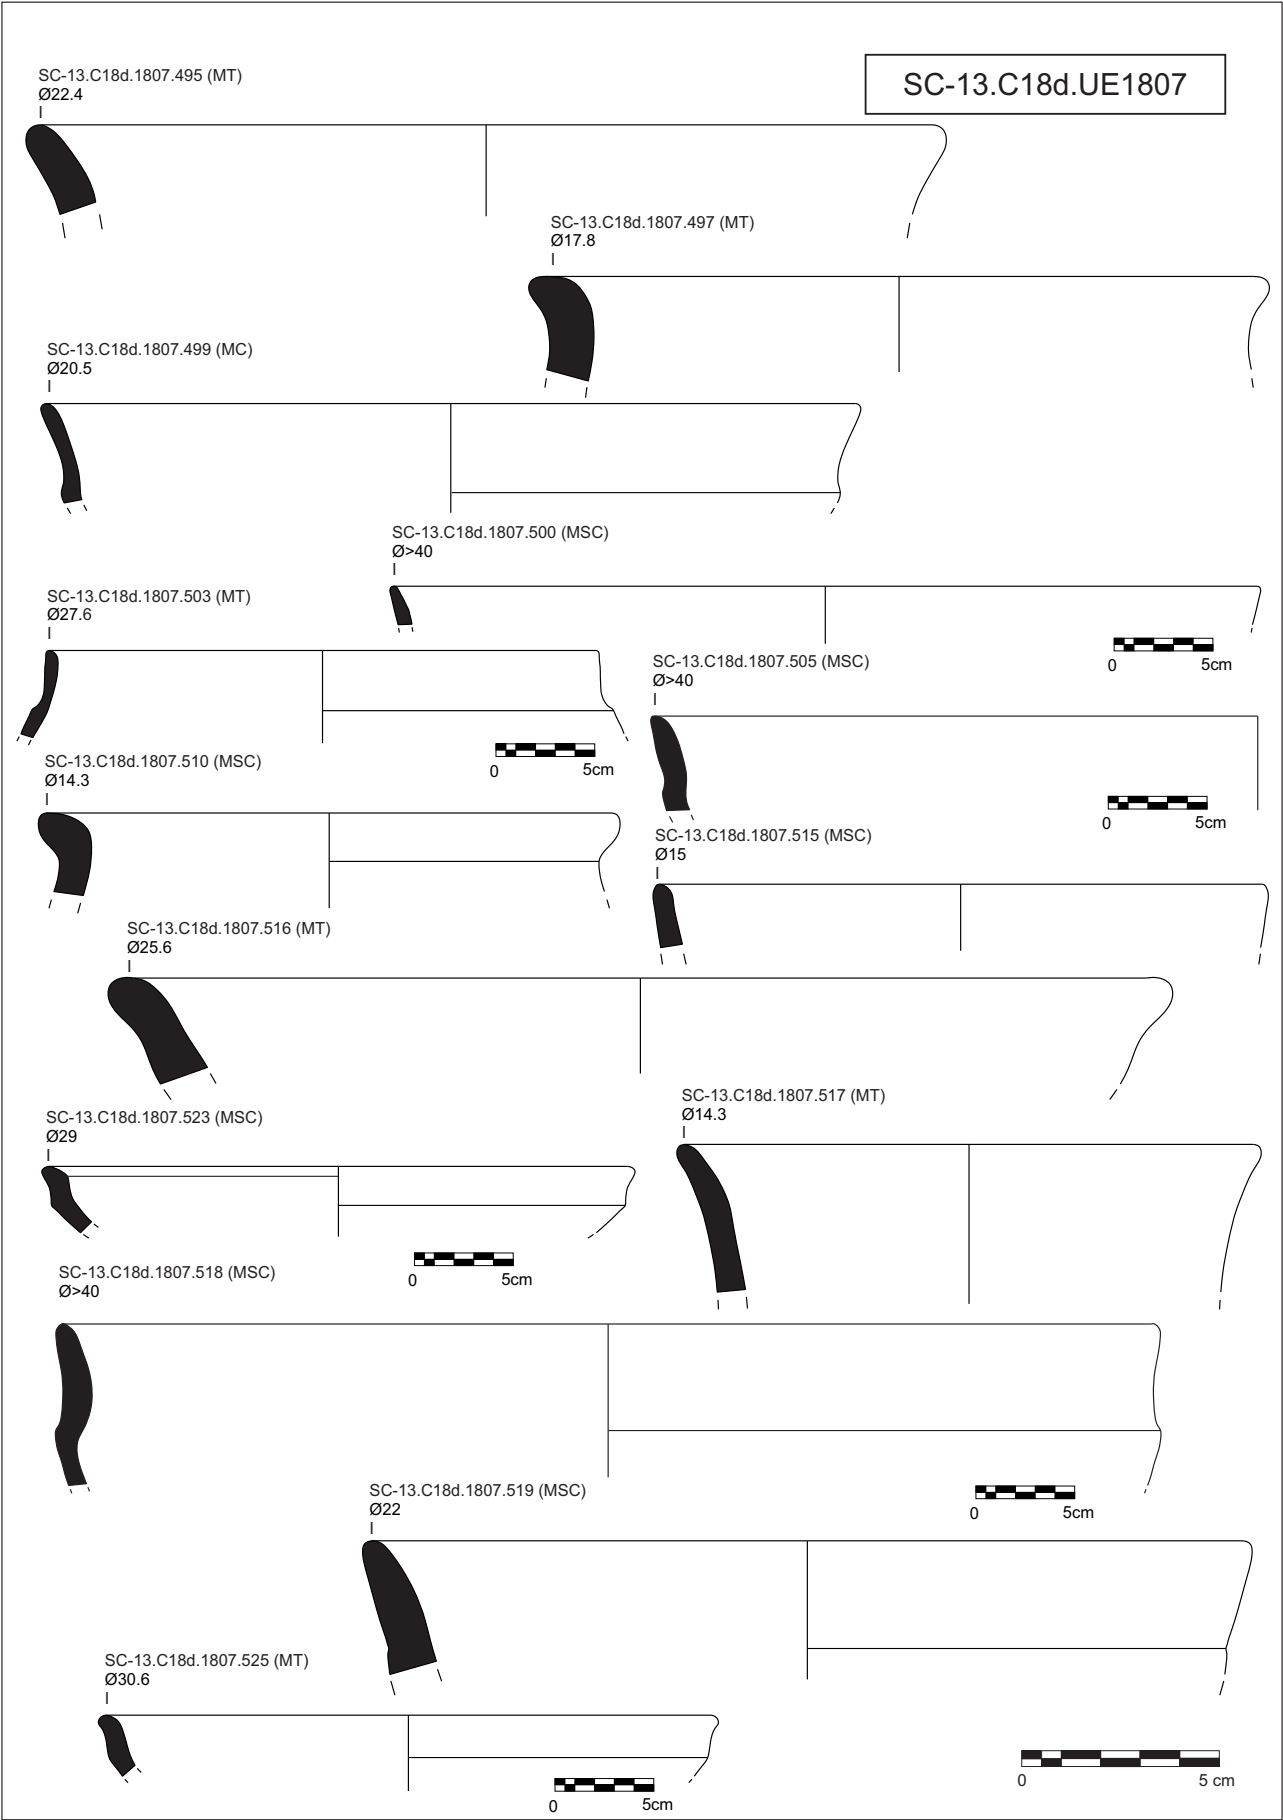 SC-13.C18d.UE1807
SC-13.C18d.1807.495 (MT)
Ø22.4
SC-13.C18d.1807.497 (MT)
Ø17.8
SC-13.C18d.1807.499 (MC)
Ø20.5
SC-13.C18d.1807.500 (MSC)
Ø>40
0 5cm
SC-13.C18d.1807.503 (MT)
Ø27.6
0 5cm
SC-13.C18d.1807.505 (MSC)
Ø>40
0 5cm
SC-13.C18d.1807.510 (MSC)
Ø14.3
SC-13.C18d.1807.515 (MSC)
Ø15
SC-13.C18d.1807.516 (MT)
Ø25.6
SC-13.C18d.1807.517 (MT)
Ø14.3
SC-13.C18d.1807.523 (MSC)
Ø29
0 5cm
SC-13.C18d.1807.518 (MSC)
Ø>40
0 5cm
SC-13.C18d.1807.519 (MSC)
Ø22
SC-13.C18d.1807.525 (MT)
Ø30.6
0 5cm
0 5 cm